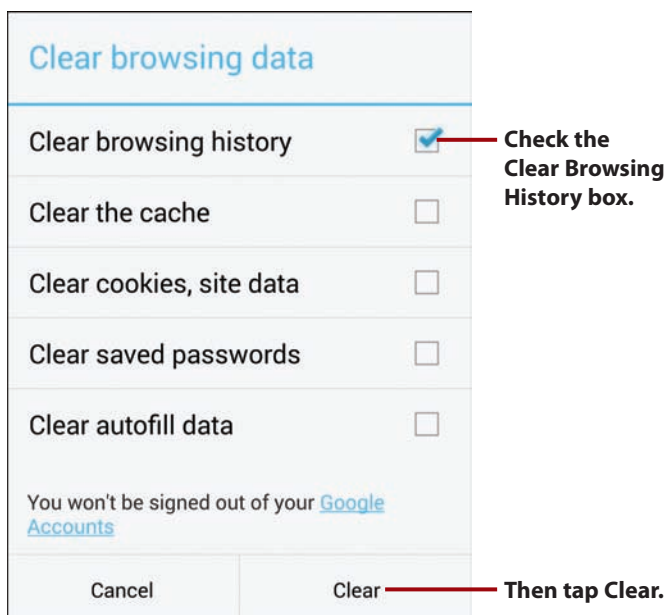 Clear browsing data
Clear browsing history
Check the
Clear Browsing
History box.
Clear the cache
Clear cookies, site data
Clear saved passwords
Clear autofill data
You won't be signed out of your Google
Accounts
Cancel
Clear
Then tap Clear.